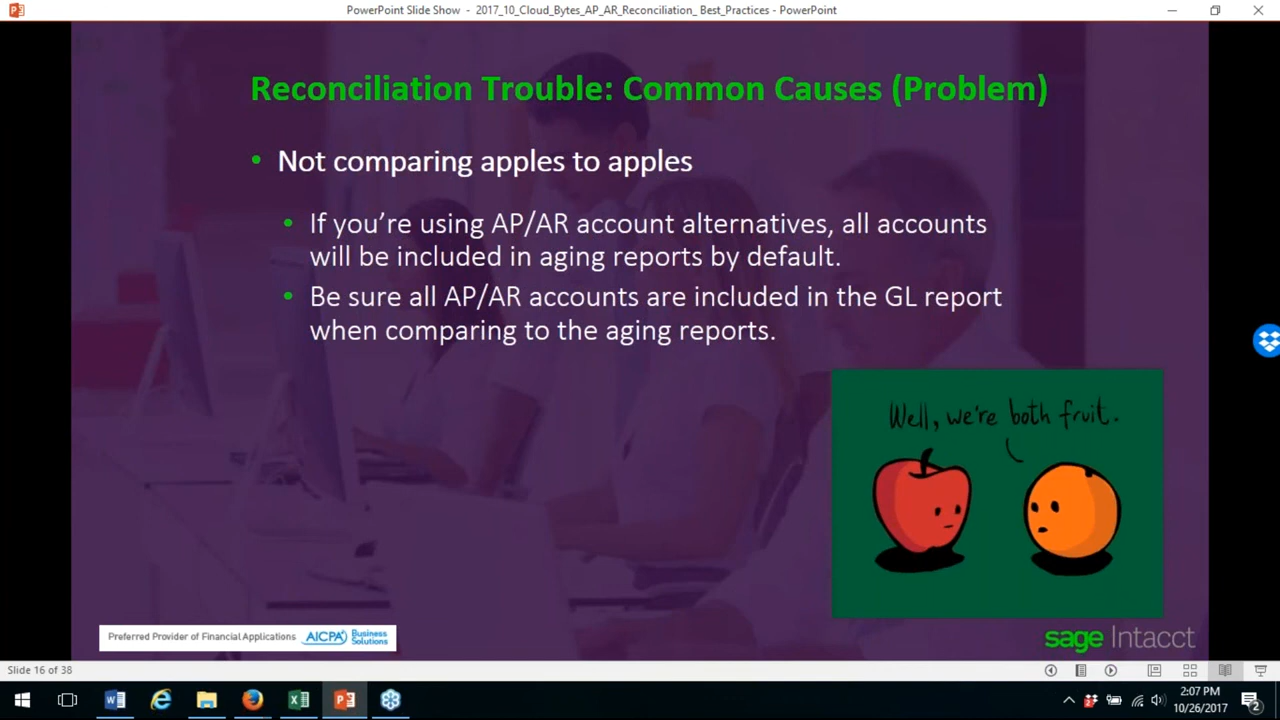 PowerPoint Slide Show - 2017_10_Cloud_Bytes_AP_AR_Reconciliation_ Best_Practices - PowerPoint
Reconciliation Trouble: Common Causes (Problem)
• Not comparing apples to apples
• If you’re using AP/AR account alternatives, all accounts
will be included in aging reports by default.
• Be sure all AP/AR accounts are included in the GL report
when comparing to the aging reports.
Well, we're both fruit.
Preferred Provider of Financial Applications AICPA Business
Solutions
sage Intacct
Slide 16 of 38
2:07 PM
10/26/2017
2